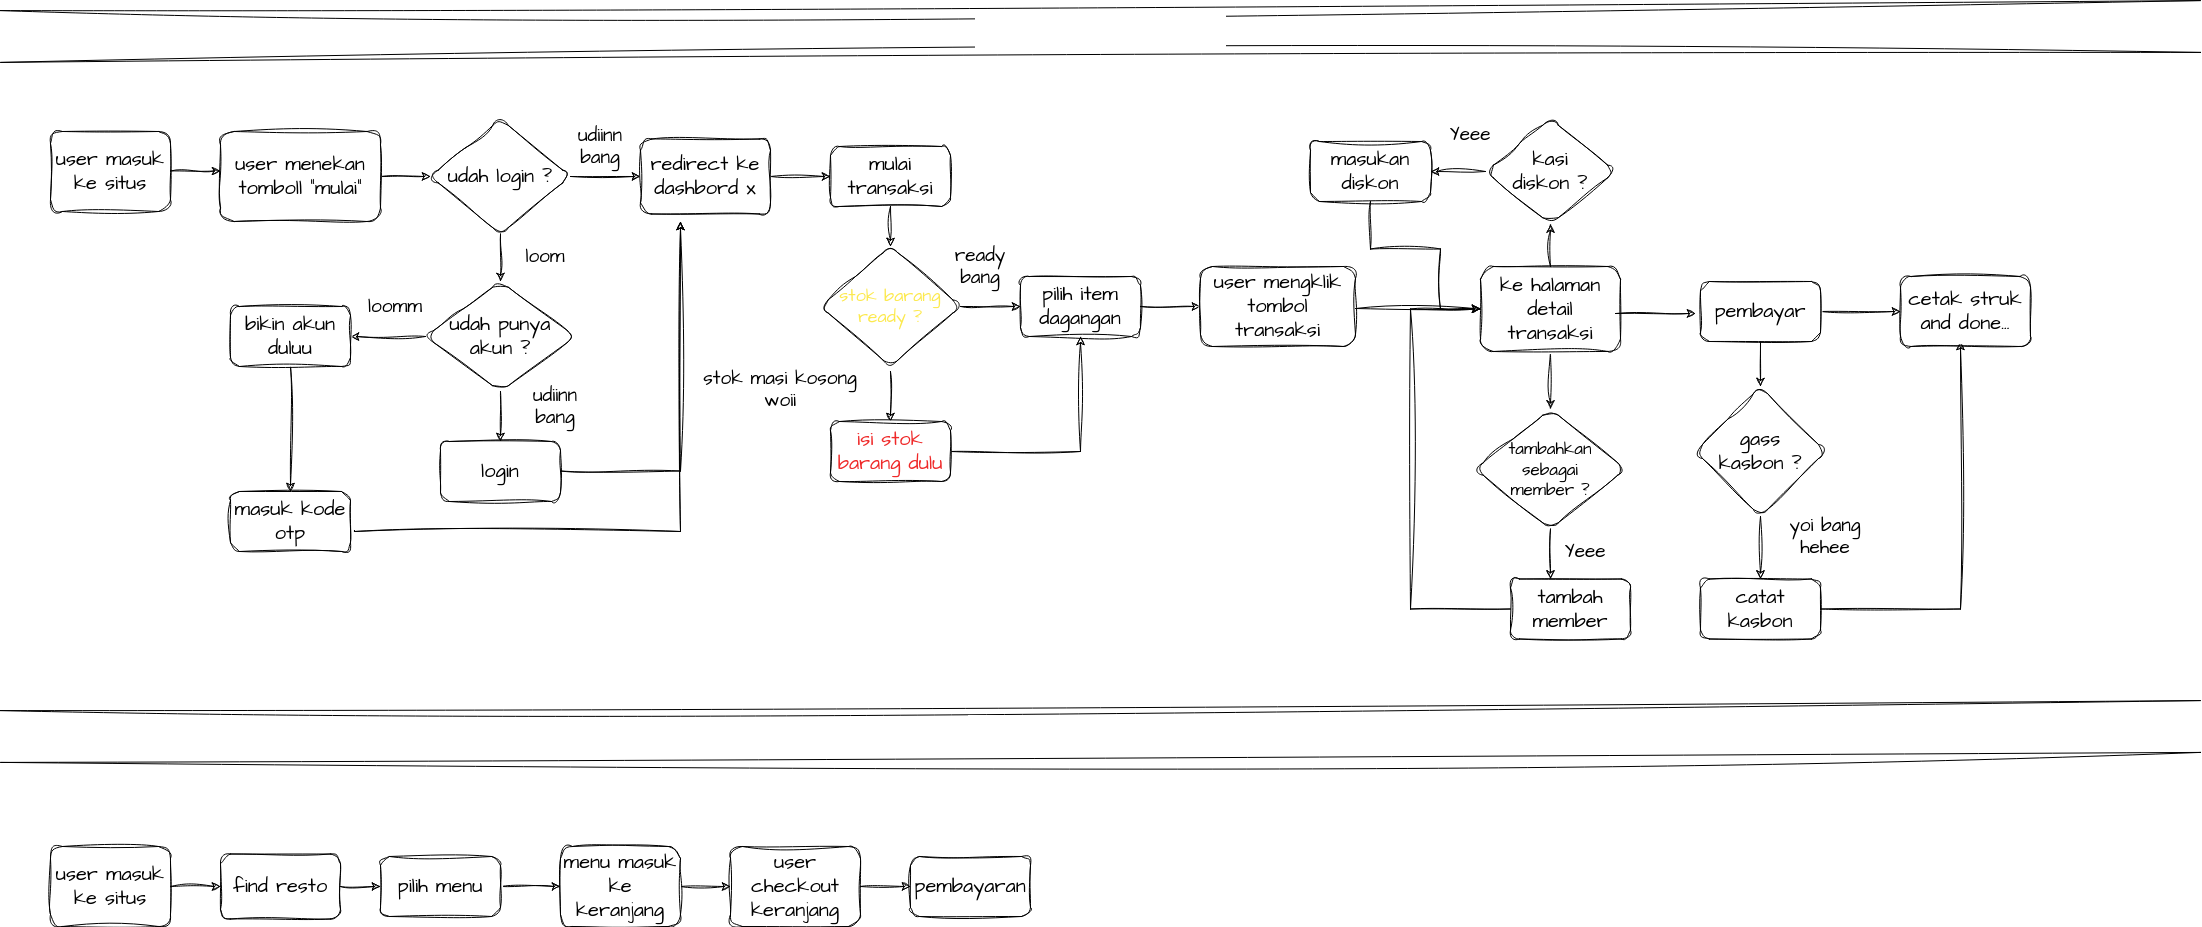 user masuk
ke situs
user menekan
tomboll "mulai"
udah login ?
udiinn
bang
redirect ke
dashbord x
mulai
transaksi
loom
udah punya
akun ?
loomm
bikin akun
duluu
masuk kode
otp
udiinn
bang
login
stok barang
ready ?
ready
bang
stok masi kosong
woii
isi stok
barang dulu
pilih item
dagangan
user mengklik
tombol
transaksi
ke halaman
detail
transaksi
kasi
diskon ?
Yeee
masukan
diskon
tambahkan
sebagai
member ?
Yeee
tambah
member
pembayar
gass
kasbon ?
yoi bang
hehee
catat
kasbon
cetak struk
and done...
user masuk
ke situs
find resto
pilih menu
menu masuk
ke
keranjang
user
checkout
keranjang
pembayaran